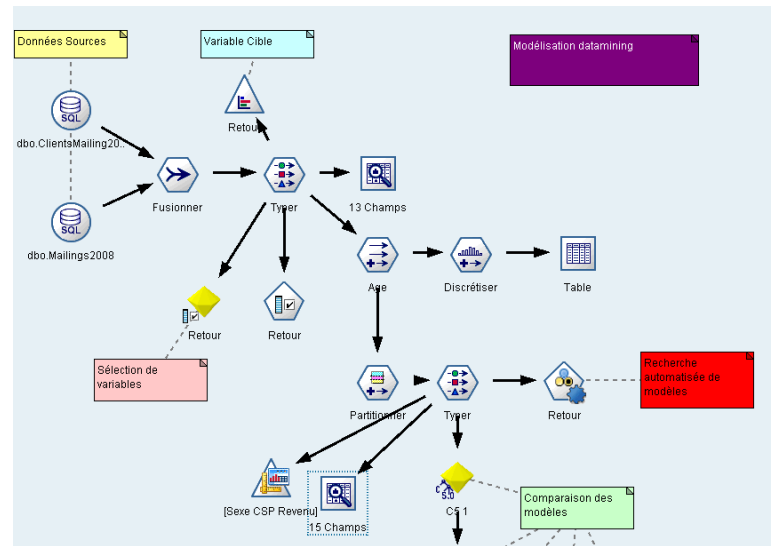 Données Sources
Variable Cible
Modélisation datamining
SQL
dbo.ClientsMailing20..
Retour
Fusionner
Typer
13 Champs
SQL
dbo.Mailings2008
Age
Discrétiser
Table
Retour
Retour
Sélection de
variables
Recherche
automatisée de
modèles
Partitionner
Typer
Retour
[Sexe CSP Revenu]
15 Champs
C5.0
C5.1
Comparaison des
modèles